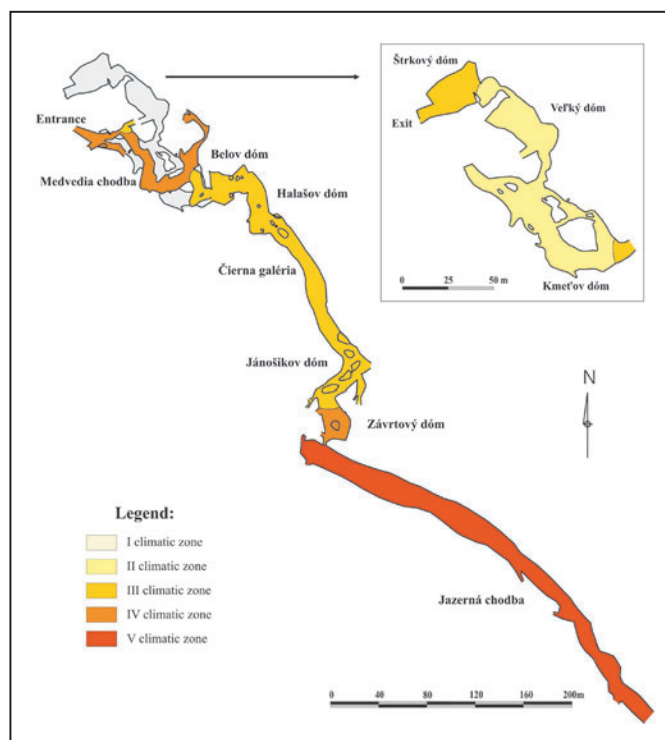 Entrance
Medvedia chodba
Belov dóm
Halašov dóm
Čierna galéria
Jánošikov dóm
Závrtový dóm
Jazerná chodba
Štrkový dóm
Exit
Veľký dóm
Kmeťov dóm
0 25 50 m
N
Legend:
I climatic zone
II climatic zone
III climatic zone
IV climatic zone
V climatic zone
0 40 80 120 160 200m